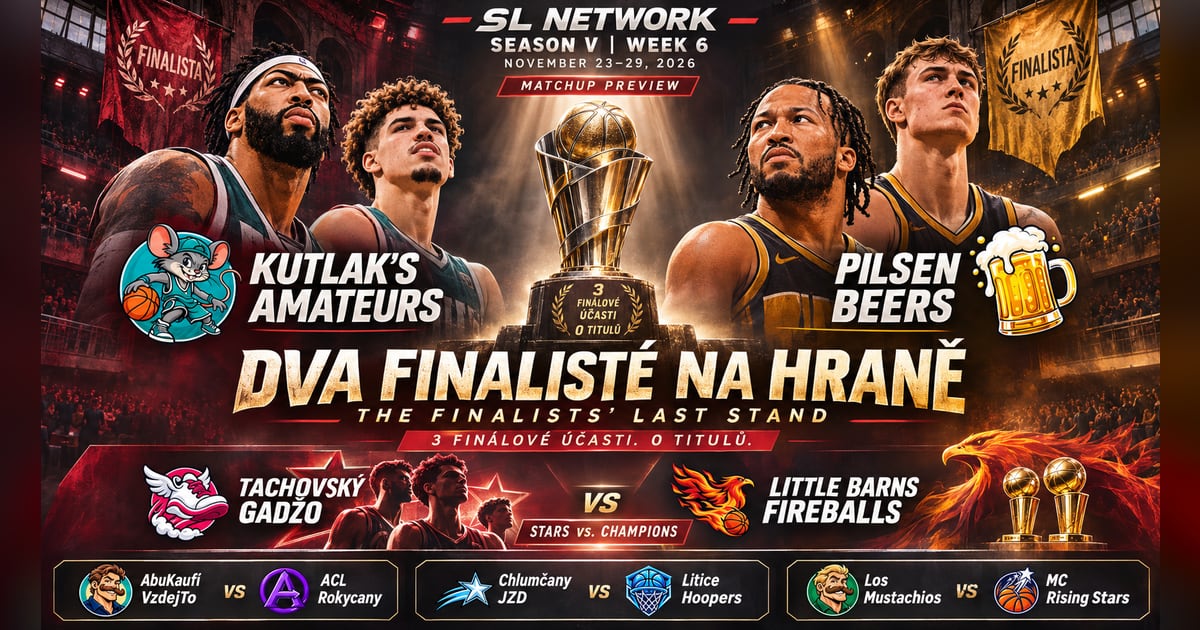 SL NETWORK
SEASON V | WEEK 6
NOVEMBER 23–29, 2026
MATCHUP PREVIEW
FINALISTA
FINALISTA
KUTLAK'S
AMATEURS
PILSEN
BEERS
3
FINÁLOVÉ
ÚČASTI
0 TITULŮ
DVA FINALISTÉ NA HRANĚ
THE FINALISTS' LAST STAND
3 FINÁLOVÉ ÚČASTI. 0 TITULŮ.
TACHOVSKÝ
GADŽO
VS
STARS vs. CHAMPIONS
LITTLE BARNS
FIREBALLS
AbuKaufí
VzdejTo
VS
ACL
Rokycany
Chlumčany
JZD
VS
Litice
Hoopers
Los
Mustachios
VS
MC
Rising Stars